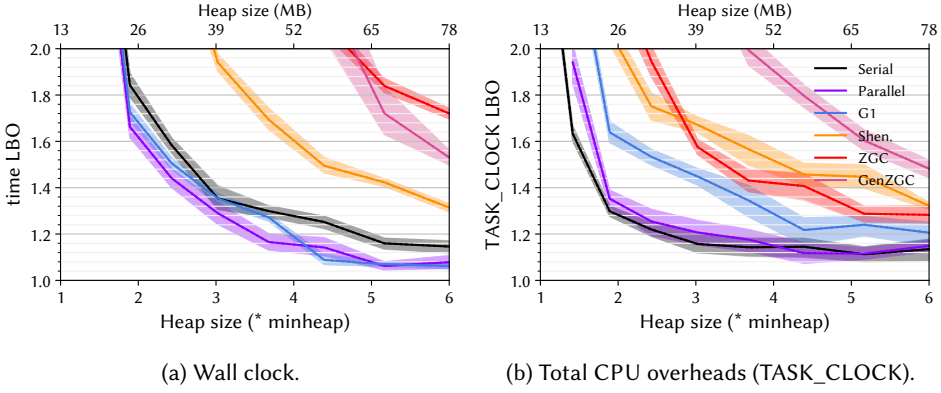 Heap size (MB)
13 26 39 52 65 78
2.0
1.8
1.6
1.4
1.2
1.0
time LBO
1 2 3 4 5 6
Heap size (* minheap)
(a) Wall clock.
Heap size (MB)
13 26 39 52 65 78
2.0
1.8
1.6
1.4
1.2
1.0
TASK_CLOCK LBO
Serial
Parallel
G1
Shen.
ZGC
GenZGC
1 2 3 4 5 6
Heap size (* minheap)
(b) Total CPU overheads (TASK_CLOCK).